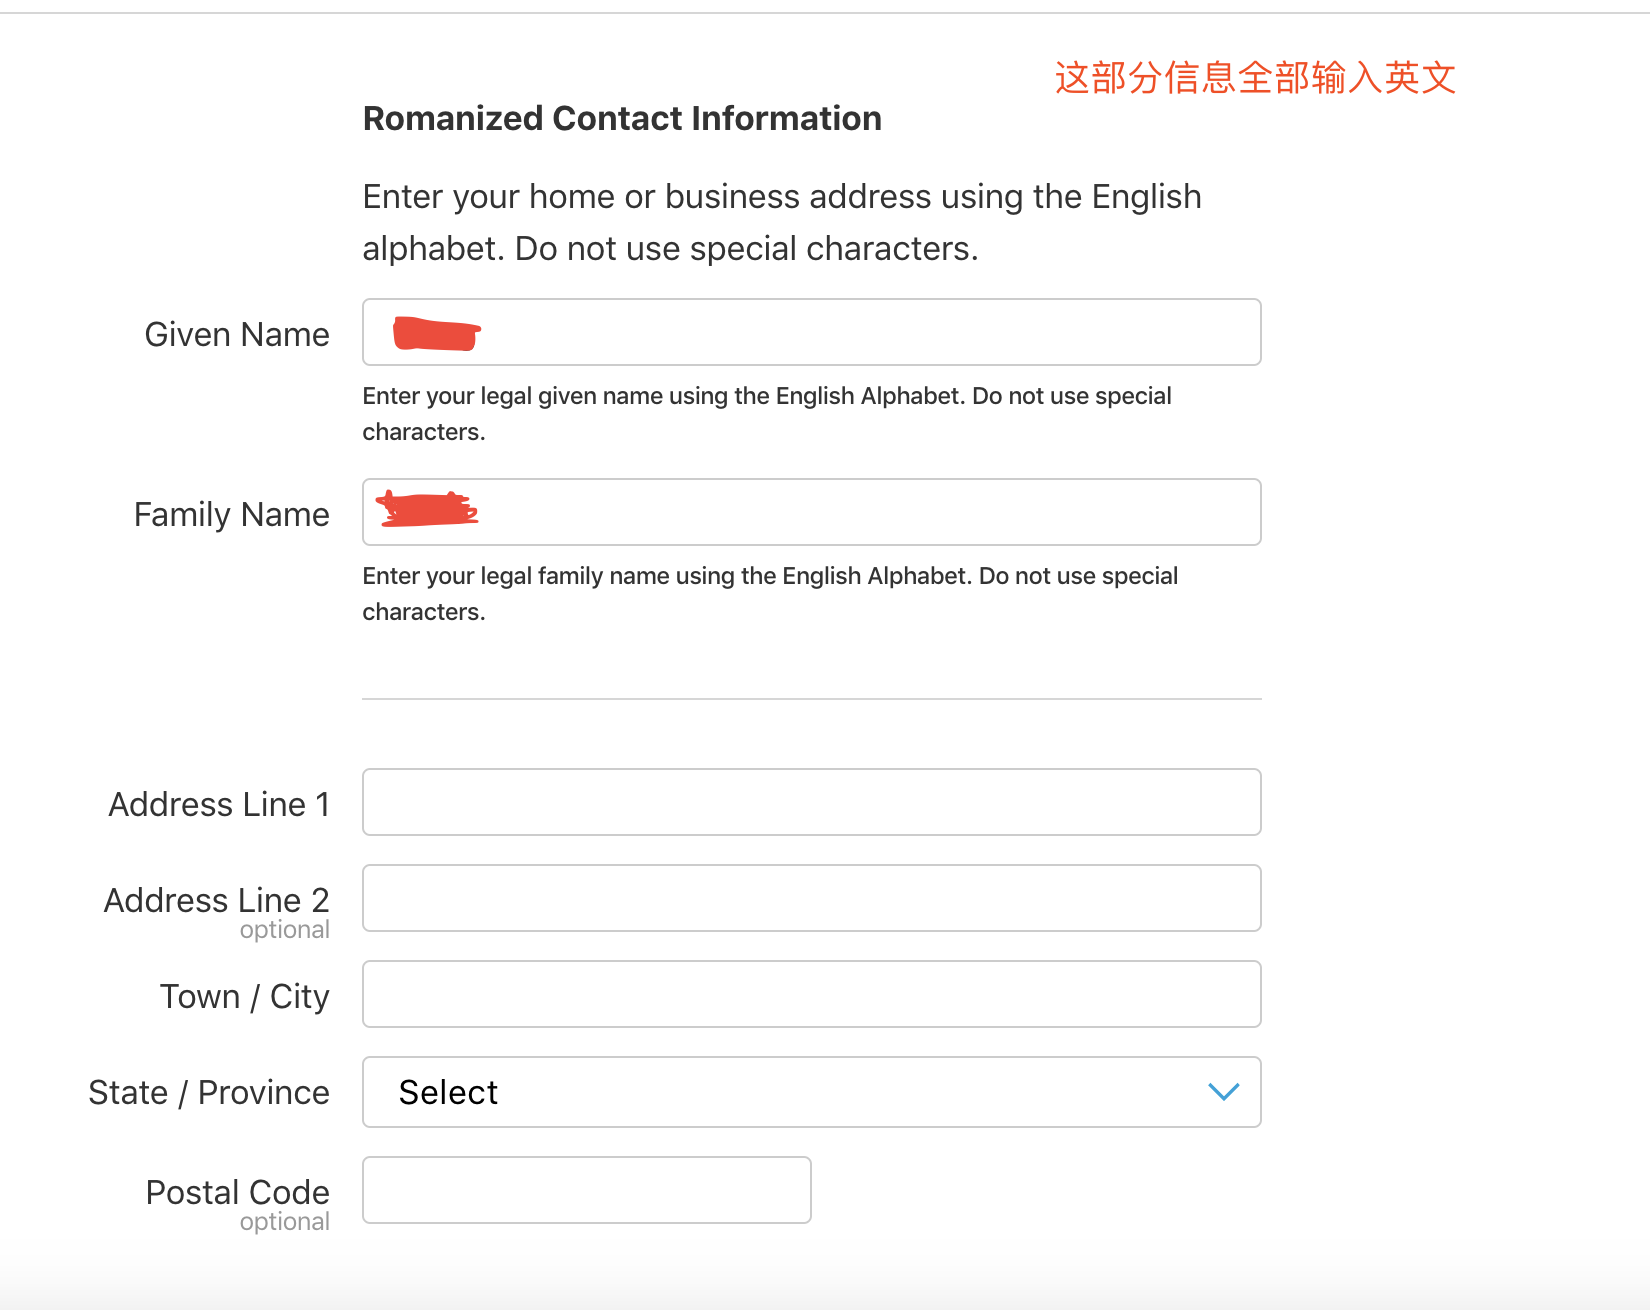 这部分信息全部输入英文
Romanized Contact Information
Enter your home or business address using the English
alphabet. Do not use special characters.
Given Name
Enter your legal given name using the English Alphabet. Do not use special
characters.
Family Name
Enter your legal family name using the English Alphabet. Do not use special
characters.
Address Line 1
Address Line 2
optional
Town / City
State / Province
Select
Postal Code
optional